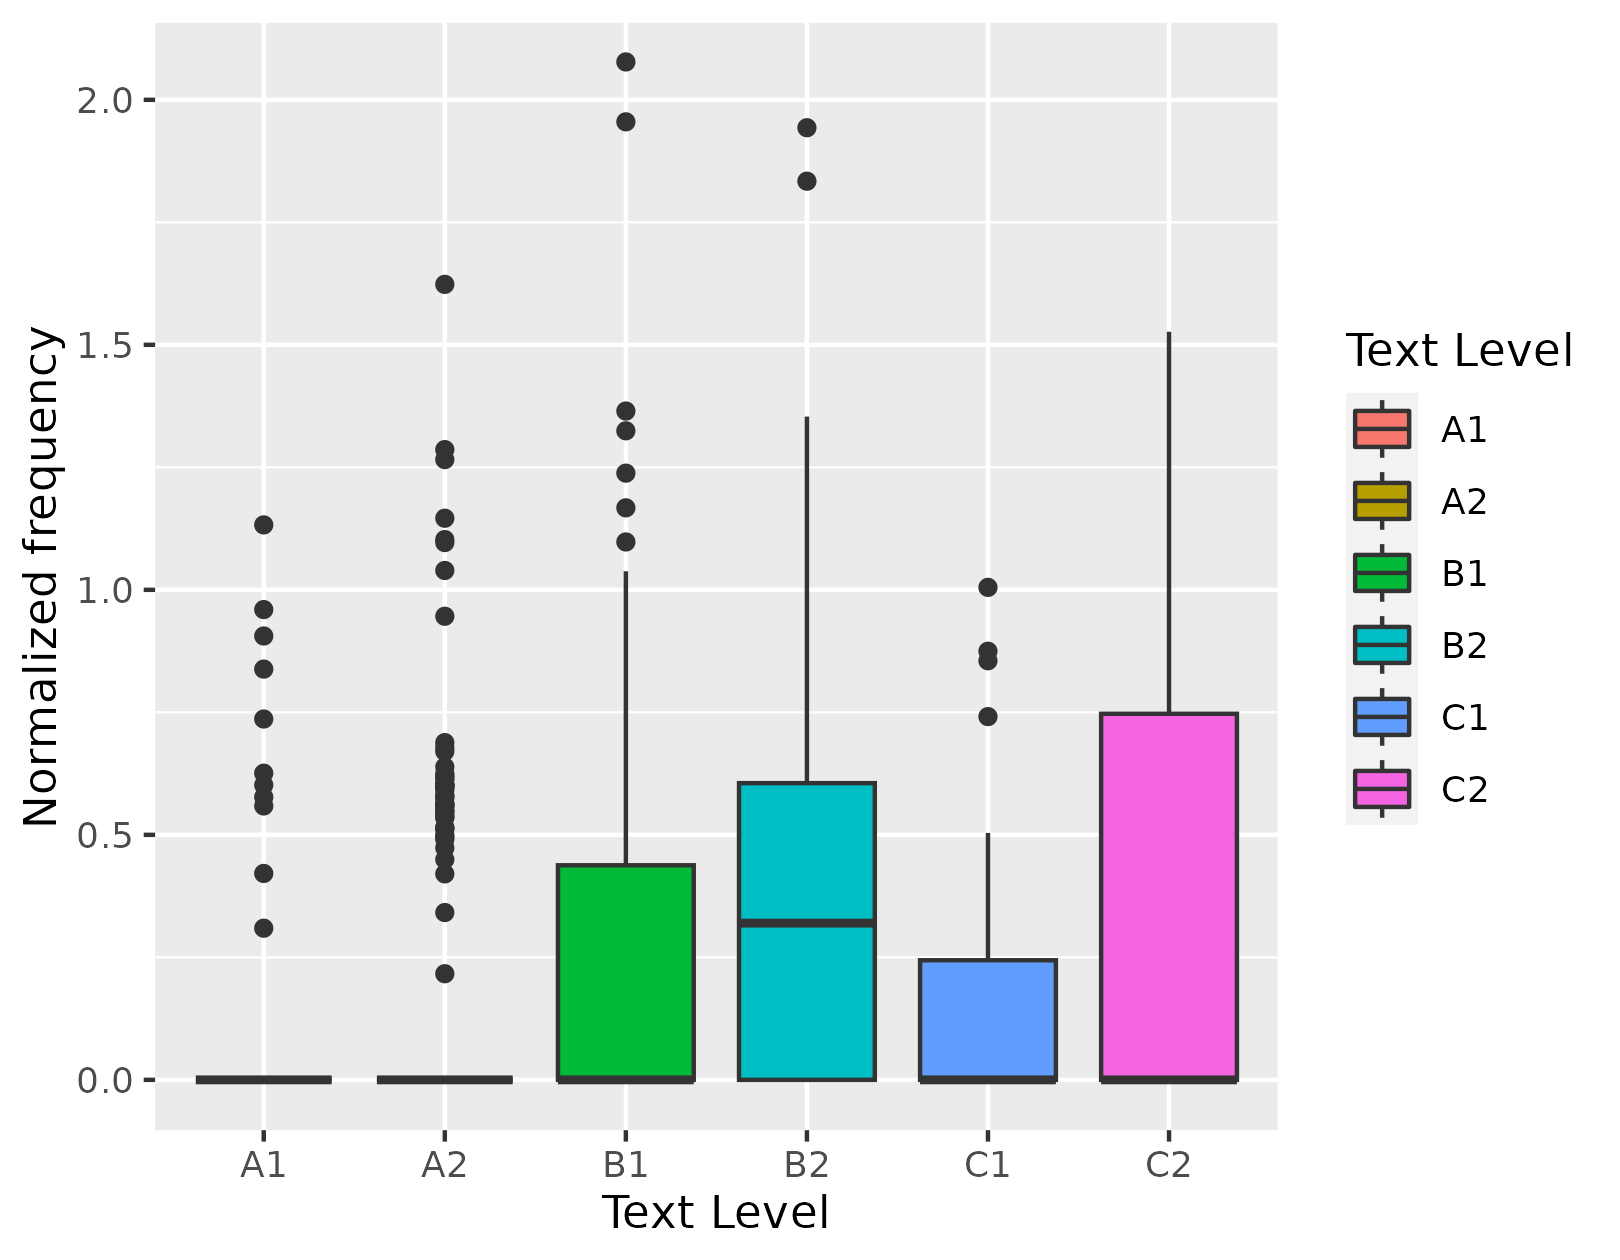 2.0
1.5
1.0
0.5
0.0
Normalized frequency
A1 A2 B1 B2 C1 C2
Text Level
Text Level
A1
A2
B1
B2
C1
C2